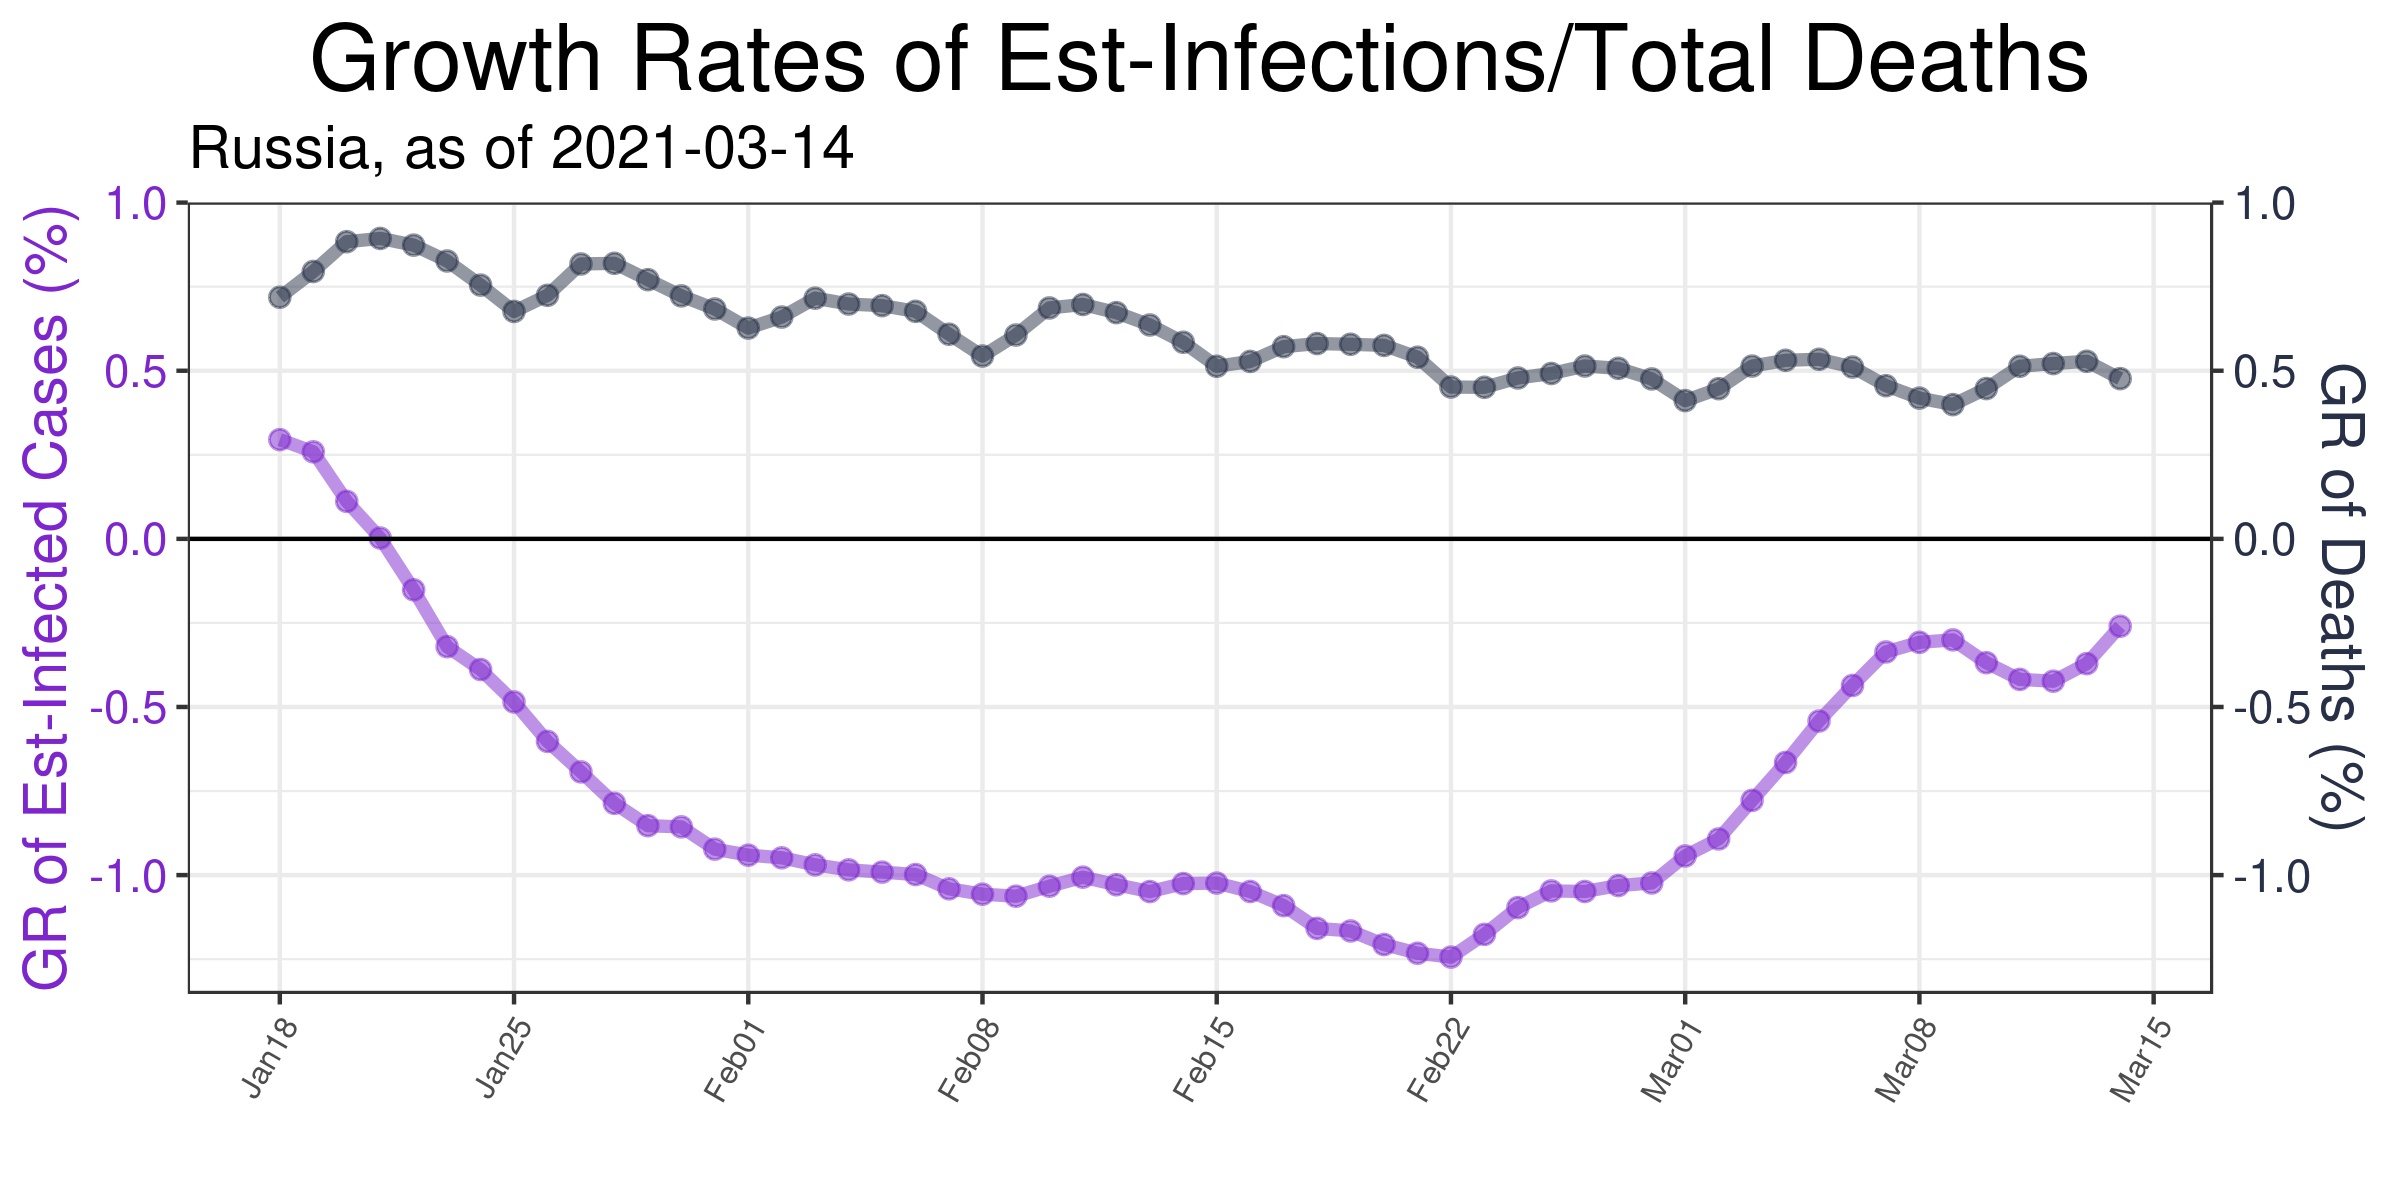 Growth Rates of Est-Infections/Total Deaths
Russia, as of 2021-03-14
GR of Est-Infected Cases (%)
1.0
0.5
0.0
-0.5
-1.0
1.0
0.5
0.0
-0.5
-1.0
GR of Deaths (%)
Jan18
Jan25
Feb01
Feb08
Feb15
Feb22
Mar01
Mar08
Mar15